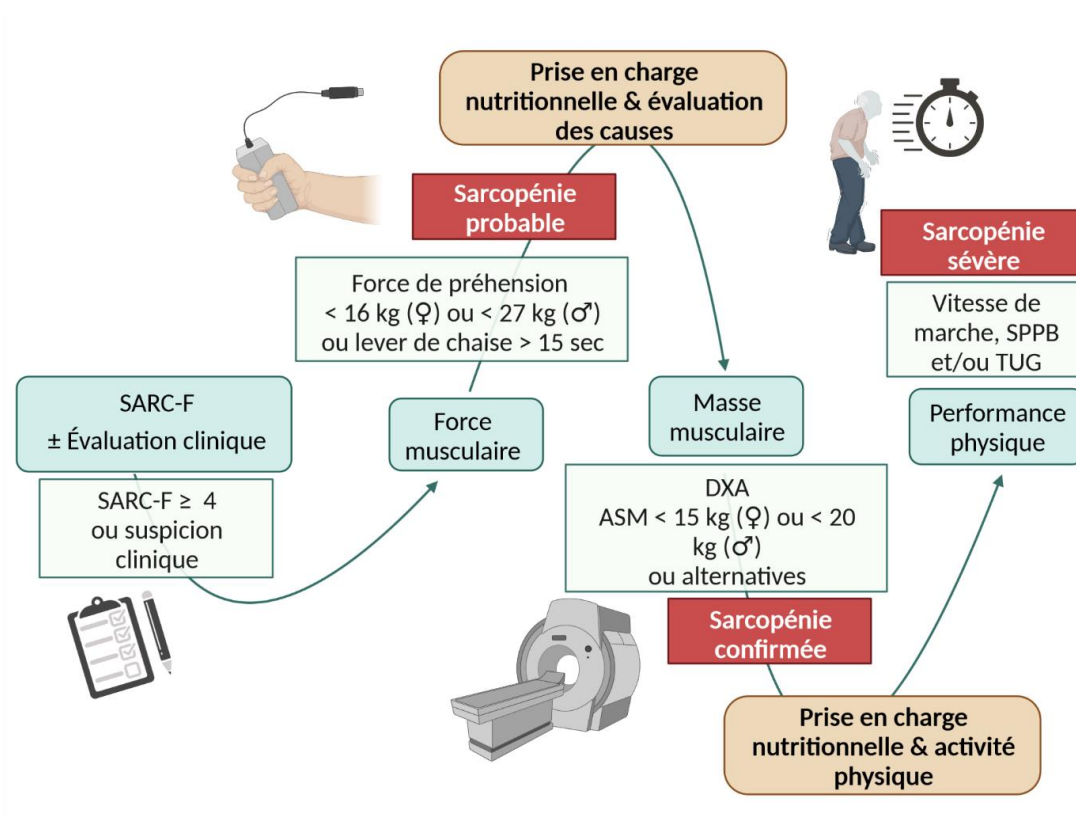 SARC-F
± Évaluation clinique
SARC-F ≥ 4
ou suspicion
clinique
Force
musculaire
Force de préhension
< 16 kg (♀) ou < 27 kg (♂)
ou lever de chaise > 15 sec
Sarcopénie
probable
Prise en charge
nutritionnelle & évaluation
des causes
Masse
musculaire
DXA
ASM < 15 kg (♀) ou < 20
kg (♂)
ou alternatives
Sarcopénie
confirmée
Prise en charge
nutritionnelle & activité
physique
Performance
physique
Vitesse de
marche, SPPB
et/ou TUG
Sarcopénie
sévère